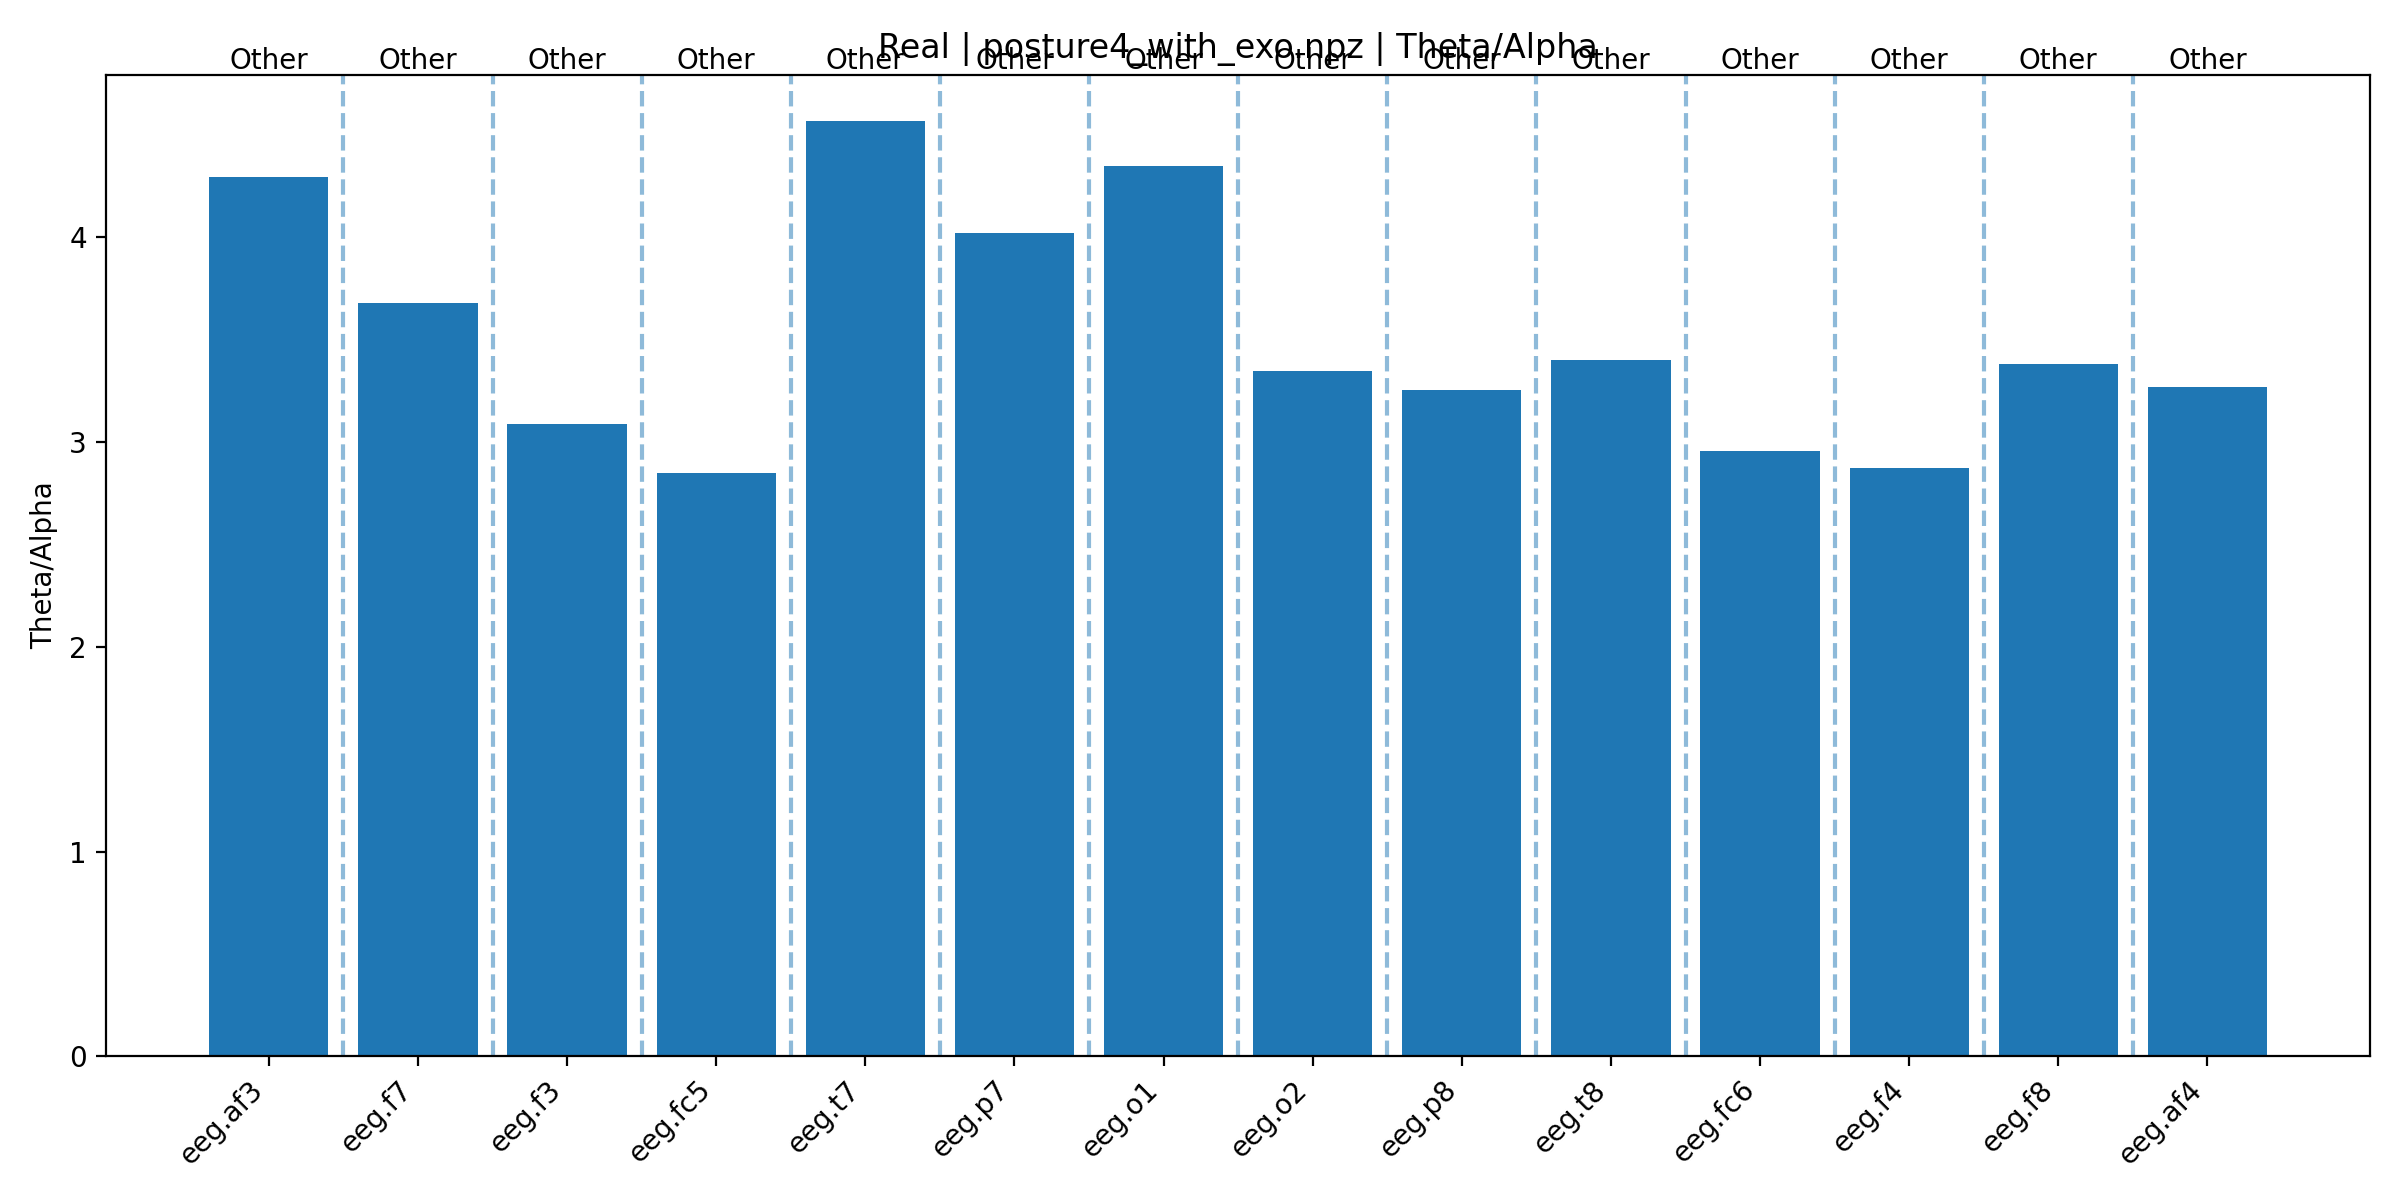 Real | posture4_with_exo.npz | Theta/Alpha
Other Other Other Other Other Other Other Other Other Other Other Other Other Other
Theta/Alpha
4
3
2
1
0
eeg.af3 eeg.f7 eeg.f3 eeg.fc5 eeg.t7 eeg.p7 eeg.o1 eeg.o2 eeg.p8 eeg.t8 eeg.fc6 eeg.f4 eeg.f8 eeg.af4